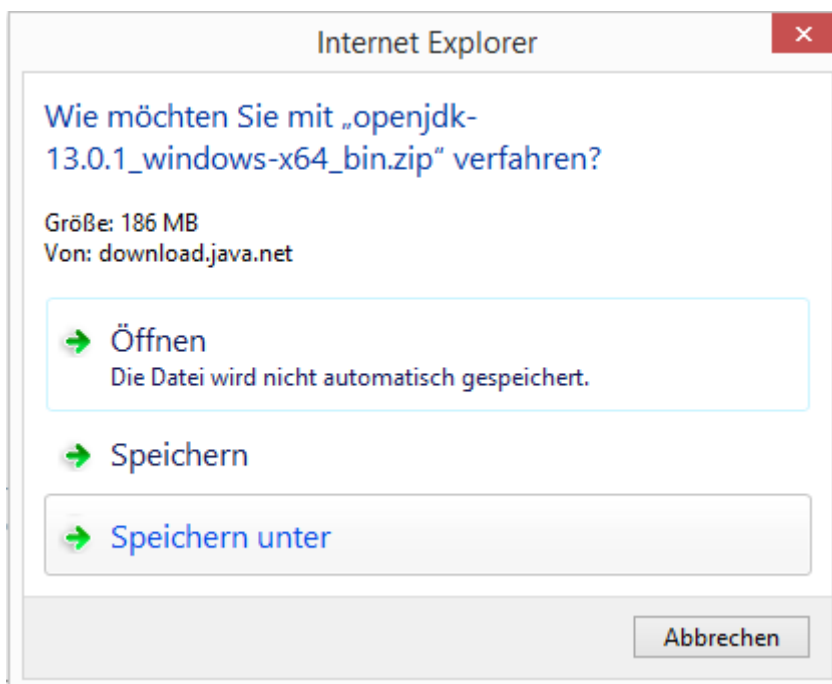 Internet Explorer
Wie möchten Sie mit „openjdk-
13.0.1_windows-x64_bin.zip“ verfahren?
Größe: 186 MB
Von: download.java.net
Öffnen
Die Datei wird nicht automatisch gespeichert.
Speichern
Speichern unter
Abbrechen